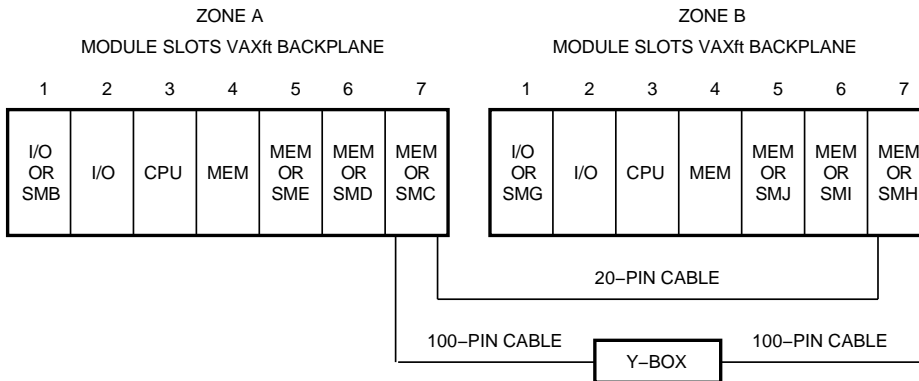 ZONE A
MODULE SLOTS VAXft BACKPLANE
1 2 3 4 5 6 7
I/O OR SMB
I/O
CPU
MEM
MEM OR SME
MEM OR SMD
MEM OR SMC
ZONE B
MODULE SLOTS VAXft BACKPLANE
1 2 3 4 5 6 7
I/O OR SMG
I/O
CPU
MEM
MEM OR SMJ
MEM OR SMI
MEM OR SMH
20–PIN CABLE
100–PIN CABLE
Y–BOX
100–PIN CABLE